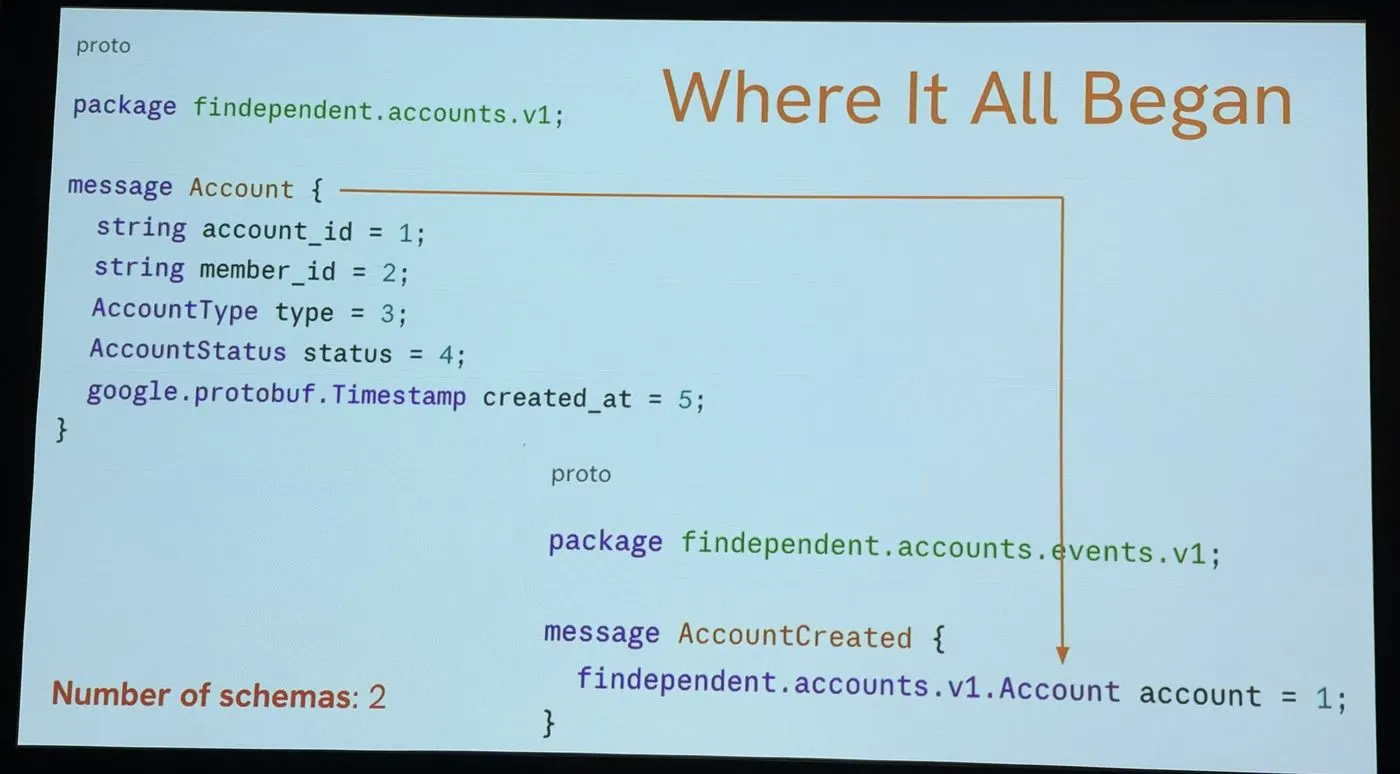 Where It All Began
proto
package findependent.accounts.v1;
message Account {
string account_id = 1;
string member_id = 2;
AccountType type = 3;
AccountStatus status = 4;
google.protobuf.Timestamp created_at = 5;
}
proto
package findependent.accounts.events.v1;
message AccountCreated {
findependent.accounts.v1.Account account = 1;
}
Number of schemas: 2